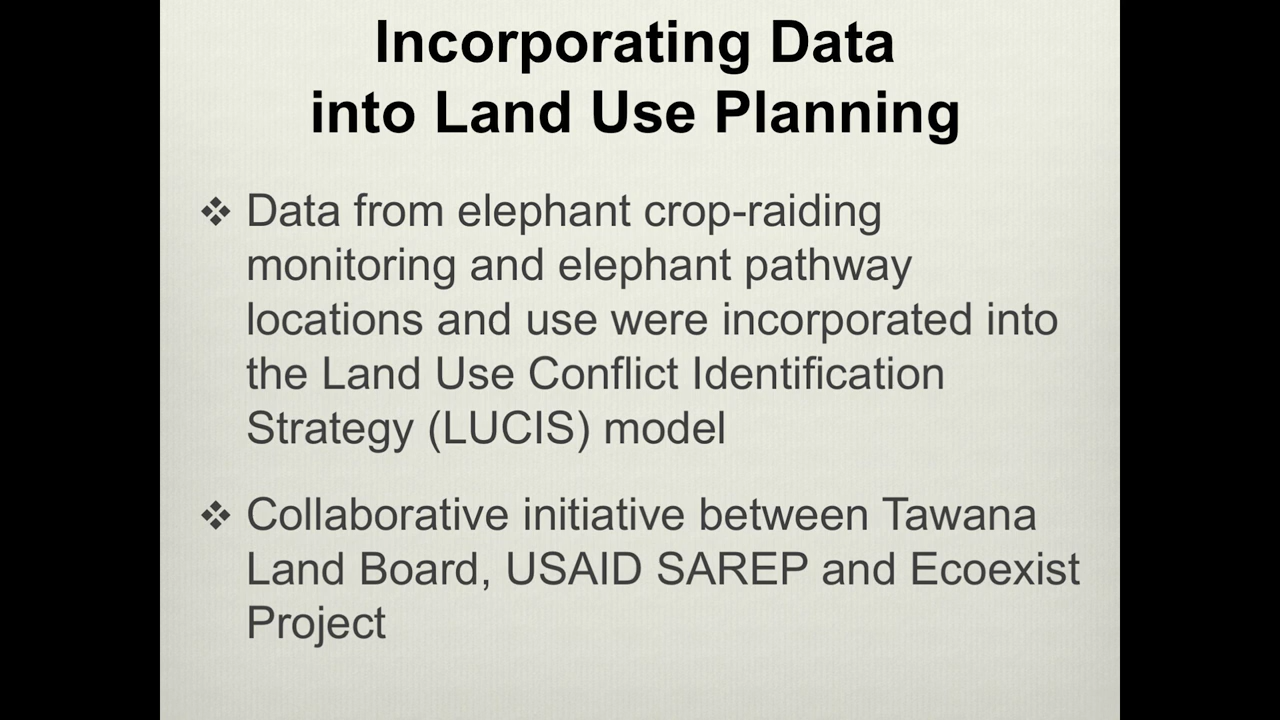 Incorporating Data
into Land Use Planning
❖ Data from elephant crop-raiding
monitoring and elephant pathway
locations and use were incorporated into
the Land Use Conflict Identification
Strategy (LUCIS) model
❖ Collaborative initiative between Tawana
Land Board, USAID SAREP and Ecoexist
Project